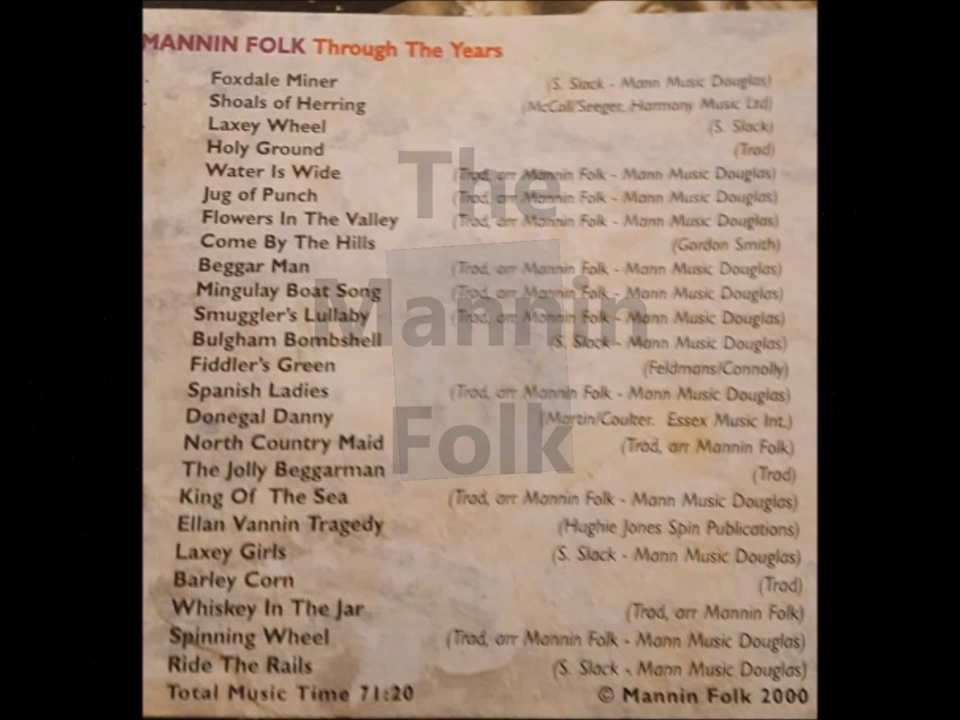 MANNIN FOLK Through The Years
Foxdale Miner (S. Slack - Mann Music Douglas)
Shoals of Herring (McCall/Seeger, Harmony Music Ltd)
Laxey Wheel (S. Slack)
Holy Ground (Trad)
Water Is Wide (Trad, arr Mannin Folk - Mann Music Douglas)
Jug of Punch (Trad, arr Mannin Folk - Mann Music Douglas)
Flowers In The Valley (Trad, arr Mannin Folk - Mann Music Douglas)
Come By The Hills (Gordon Smith)
Beggar Man (Trad, arr Mannin Folk - Mann Music Douglas)
Mingulay Boat Song (Trad, arr Mannin Folk - Mann Music Douglas)
Smuggler's Lullaby (Trad, arr Mannin Folk - Mann Music Douglas)
Bulgham Bombshell (S. Slack - Mann Music Douglas)
Fiddler's Green (Feldmans/Connolly)
Spanish Ladies (Trad, arr Mannin Folk - Mann Music Douglas)
Donegal Danny (Martin/Coulter. Essex Music Int.)
North Country Maid (Trad, arr Mannin Folk)
The Jolly Beggarman (Trad)
King Of The Sea (Trad, arr Mannin Folk - Mann Music Douglas)
Ellan Vannin Tragedy (Hughie Jones Spin Publications)
Laxey Girls (S. Slack - Mann Music Douglas)
Barley Corn (Trad)
Whiskey In The Jar (Trad, arr Mannin Folk)
Spinning Wheel (Trad, arr Mannin Folk - Mann Music Douglas)
Ride The Rails (S. Slack - Mann Music Douglas)
Total Music Time 71:20 © Mannin Folk 2000
The
Mannin
Folk